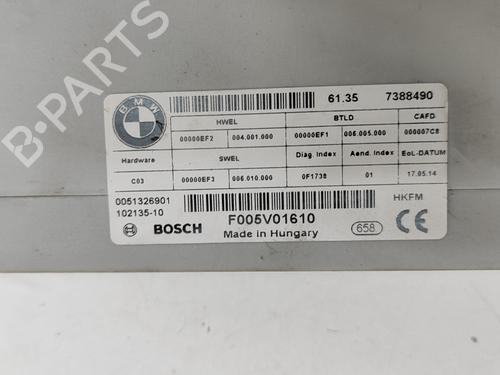 B-PARTS
BMW
61.35 7388490
HWEL BTLD CAFD
00000EF2 004.001.000 00000EF1 005.005.000 000007C8
Hardware SWEL Diag. Index Aend. Index EoL-DATUM
C03 00000EF3 005.010.000 0F1738 01 17.05.14
0051326901
102135-10
F005V01610
HKFM
BOSCH
Made in Hungary
658
CE